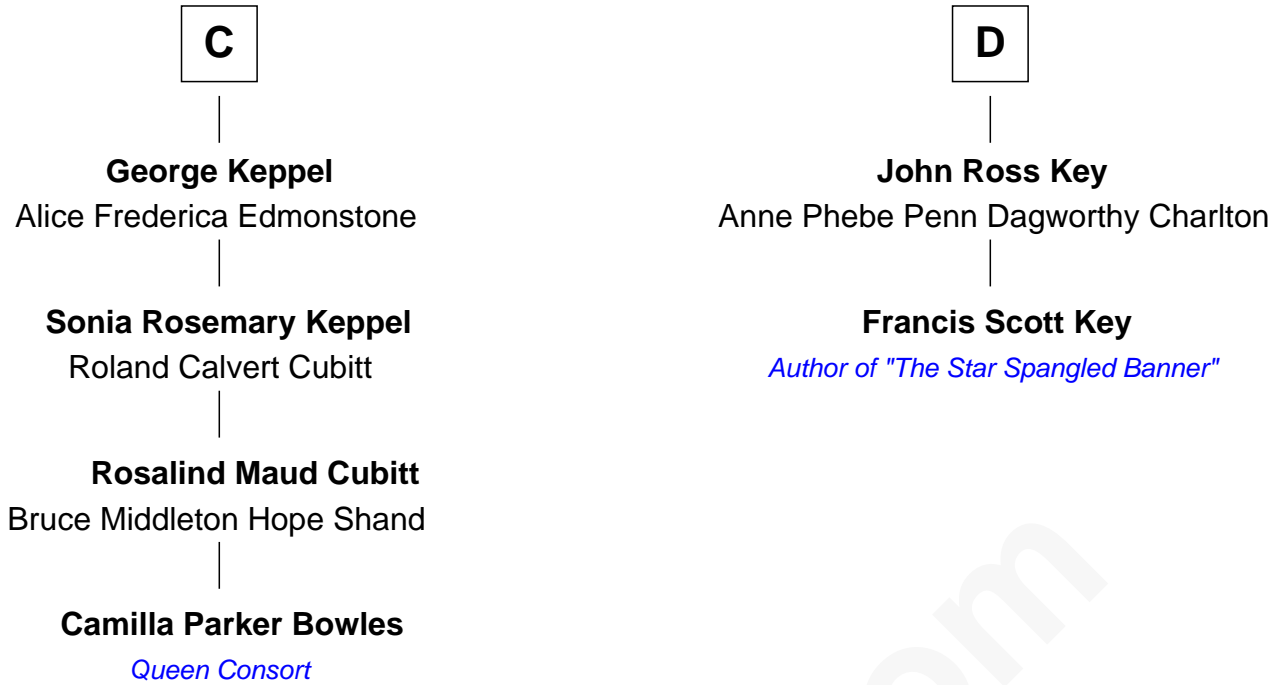 C
George Keppel
Alice Frederica Edmonstone
Sonia Rosemary Keppel
Roland Calvert Cubitt
Rosalind Maud Cubitt
Bruce Middleton Hope Shand
Camilla Parker Bowles
Queen Consort
D
John Ross Key
Anne Phebe Penn Dagworthy Charlton
Francis Scott Key
Author of "The Star Spangled Banner"
om